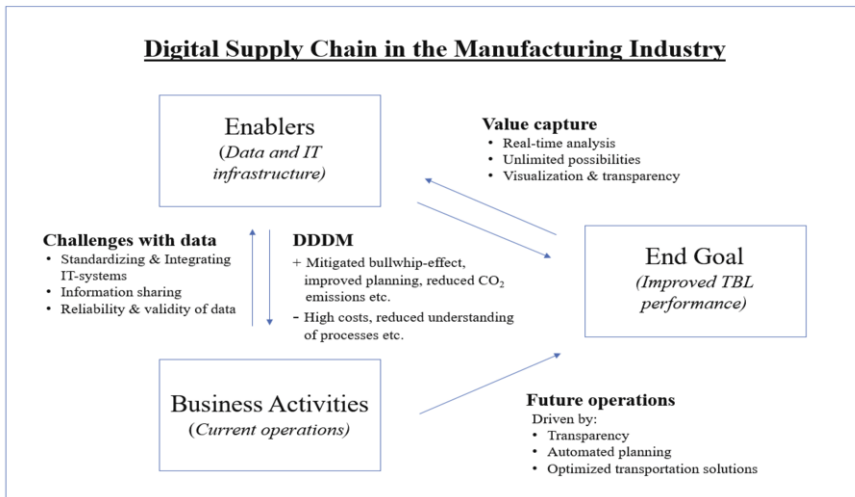 Digital Supply Chain in the Manufacturing Industry
Enablers
(Data and IT
infrastructure)
Value capture
• Real-time analysis
• Unlimited possibilities
• Visualization & transparency
Challenges with data
• Standardizing & Integrating
IT-systems
• Information sharing
• Reliability & validity of data
DDDM
+ Mitigated bullwhip-effect,
improved planning, reduced CO₂
emissions etc.
- High costs, reduced understanding
of processes etc.
End Goal
(Improved TBL
performance)
Business Activities
(Current operations)
Future operations
Driven by:
• Transparency
• Automated planning
• Optimized transportation solutions